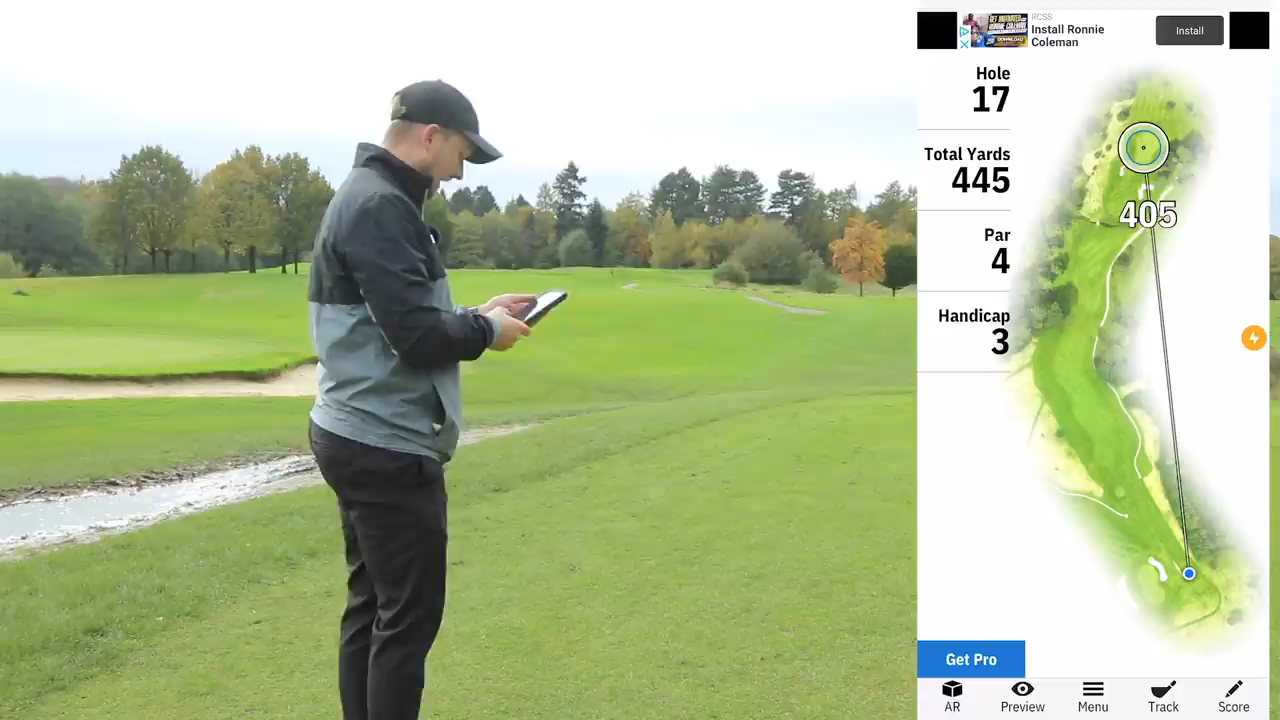 RCSS
Install Ronnie
Coleman
Install
Hole
17
Total Yards
445
Par
4
Handicap
3
405
Get Pro
AR
Preview
Menu
Track
Score